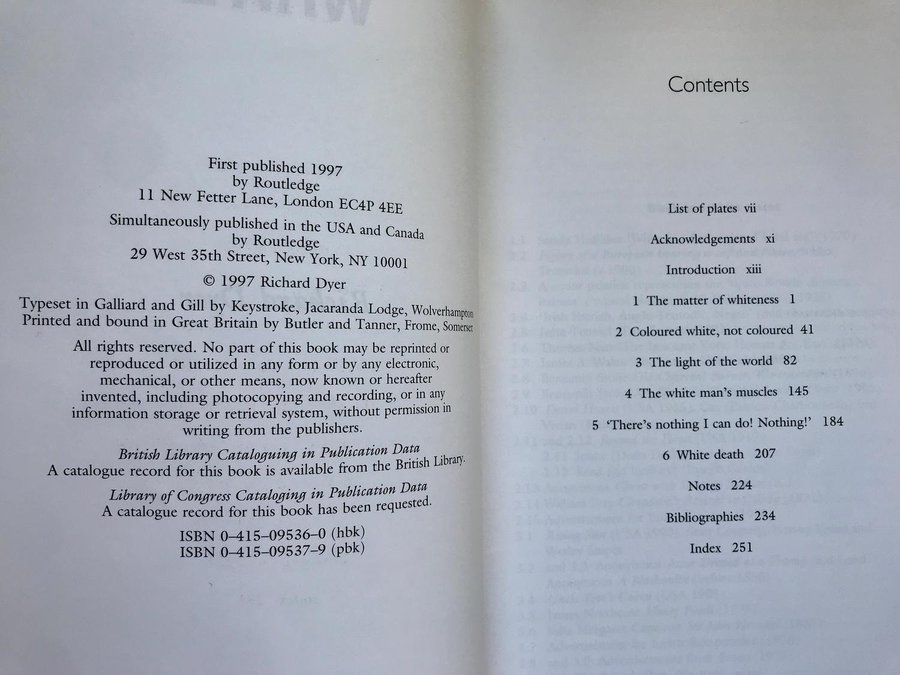 First published 1997
by Routledge
11 New Fetter Lane, London EC4P 4EE
Simultaneously published in the USA and Canada
by Routledge
29 West 35th Street, New York, NY 10001
© 1997 Richard Dyer
Typeset in Galliard and Gill by Keystroke, Jacaranda Lodge, Wolverhampton
Printed and bound in Great Britain by Butler and Tanner, Frome, Somerset
All rights reserved. No part of this book may be reprinted or
reproduced or utilized in any form or by any electronic,
mechanical, or other means, now known or hereafter
invented, including photocopying and recording, or in any
information storage or retrieval system, without permission in
writing from the publishers.
British Library Cataloguing in Publication Data
A catalogue record for this book is available from the British Library.
Library of Congress Cataloging in Publication Data
A catalogue record for this book has been requested.
ISBN 0–415–09536–0 (hbk)
ISBN 0–415–09537–9 (pbk)
Contents
List of plates vii
Acknowledgements xi
Introduction xiii
1 The matter of whiteness 1
2 Coloured white, not coloured 41
3 The light of the world 82
4 The white man's muscles 145
5 'There's nothing I can do! Nothing!' 184
6 White death 207
Notes 224
Bibliographies 234
Index 251